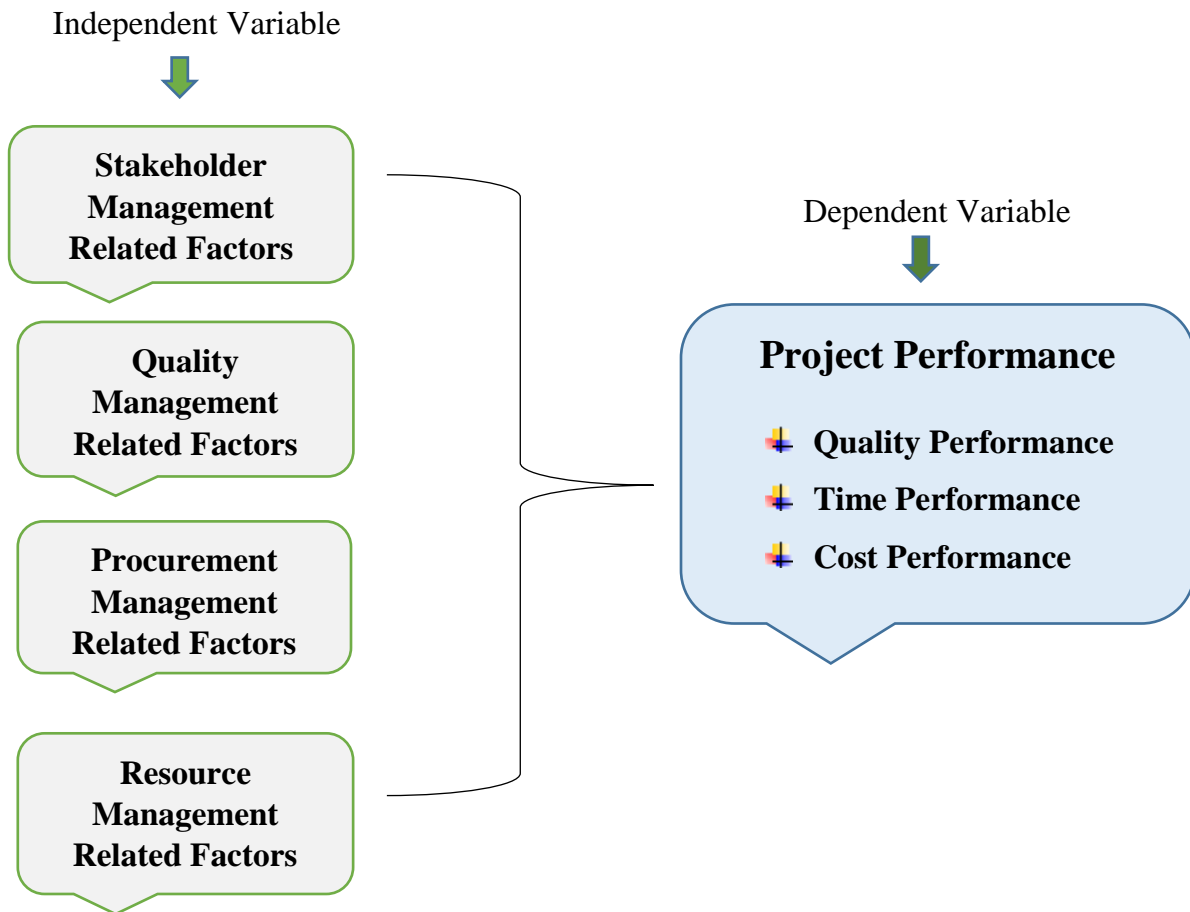 Independent Variable
Stakeholder
Management
Related Factors
Quality
Management
Related Factors
Procurement
Management
Related Factors
Resource
Management
Related Factors
Dependent Variable
Project Performance
Quality Performance
Time Performance
Cost Performance